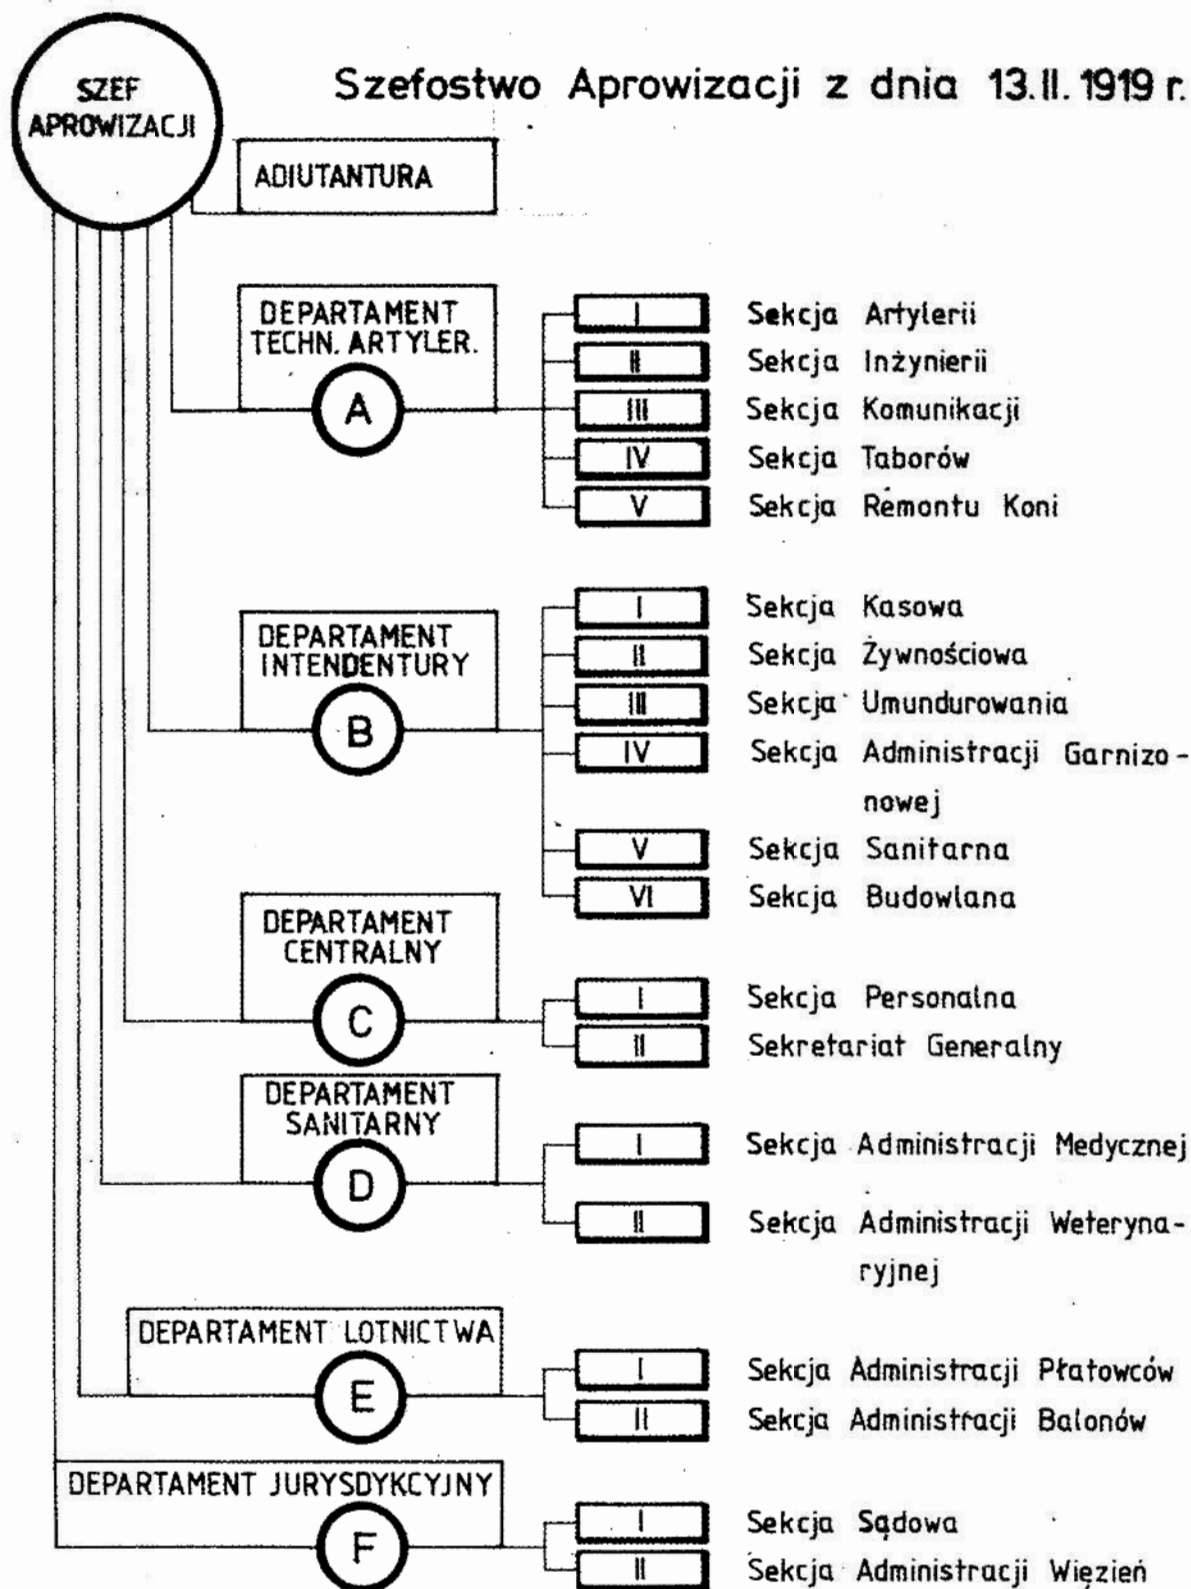 SZEF
APROWIZACJI
Szefostwo Aprowizacji z dnia 13.II.1919 r.
ADIUTANTURA
DEPARTAMENT
TECHN. ARTYLER.
A
I Sekcja Artylerii
II Sekcja Inżynierii
III Sekcja Komunikacji
IV Sekcja Taborów
V Sekcja Remontu Koni
DEPARTAMENT
INTENDENTURY
B
I Sekcja Kasowa
II Sekcja Żywnościowa
III Sekcja Umundurowania
IV Sekcja Administracji Garnizo-
nowej
V Sekcja Sanitarna
VI Sekcja Budowlana
DEPARTAMENT
CENTRALNY
C
I Sekcja Personalna
II Sekretariat Generalny
DEPARTAMENT
SANITARNY
D
I Sekcja Administracji Medycznej
II Sekcja Administracji Weteryna-
ryjnej
DEPARTAMENT LOTNICTWA
E
I Sekcja Administracji Płatowców
II Sekcja Administracji Balonów
DEPARTAMENT JURYSDYKCYJNY
F
I Sekcja Sądowa
II Sekcja Administracji Więzień